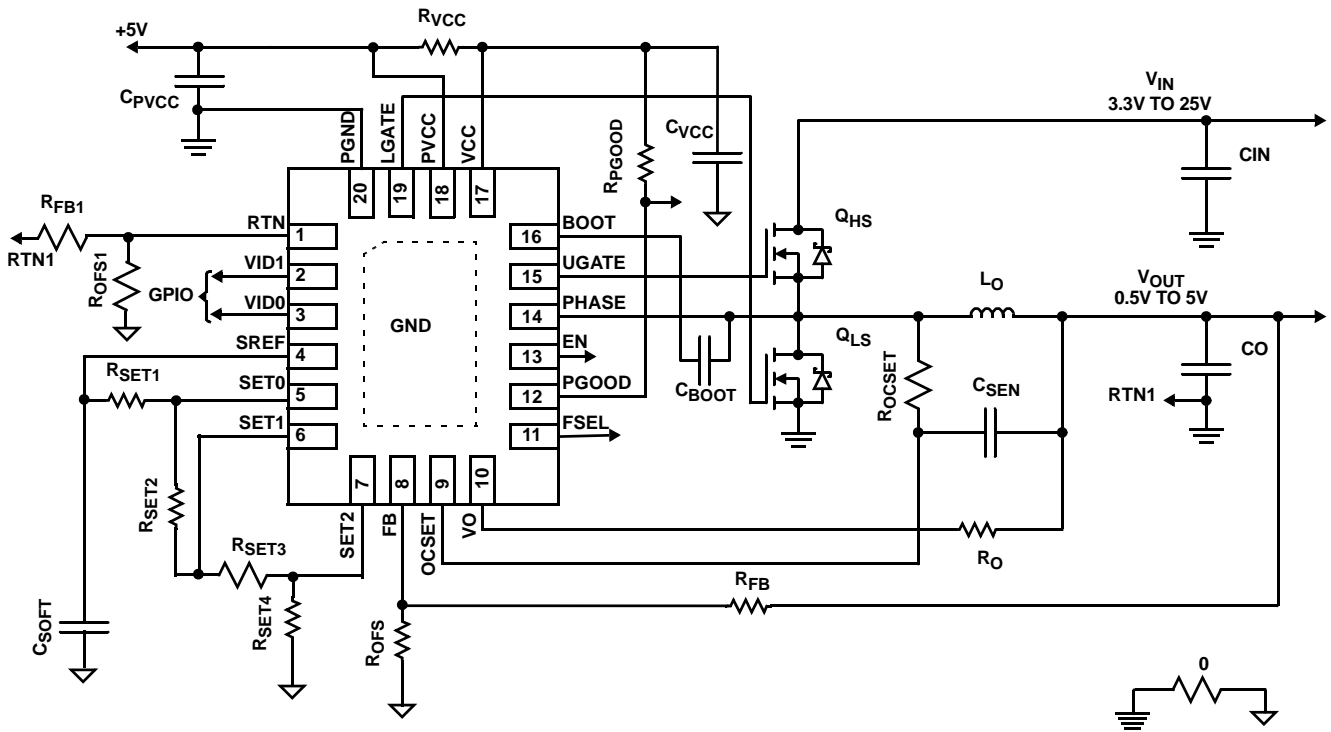 +5V
RVCC
CPVCC
PGND
LGATE
PVCC
VCC
RPGOOD
CVCC
VIN
3.3V TO 25V
CIN
20
19
18
17
RFB1
RTN1
ROFS1
RTN
1
VID1
2
GPIO
VID0
3
SREF
4
RSET1
SET0
5
SET1
6
GND
16
BOOT
15
UGATE
14
PHASE
13
EN
12
PGOOD
11
FSEL
QHS
QLS
CBOOT
LO
VOUT
0.5V TO 5V
CO
RTN1
ROCSET
CSEN
7
8
9
10
SET2
FB
OCSET
VO
RSET2
RSET3
RSET4
CSOFT
RO
RFB
ROFS
0